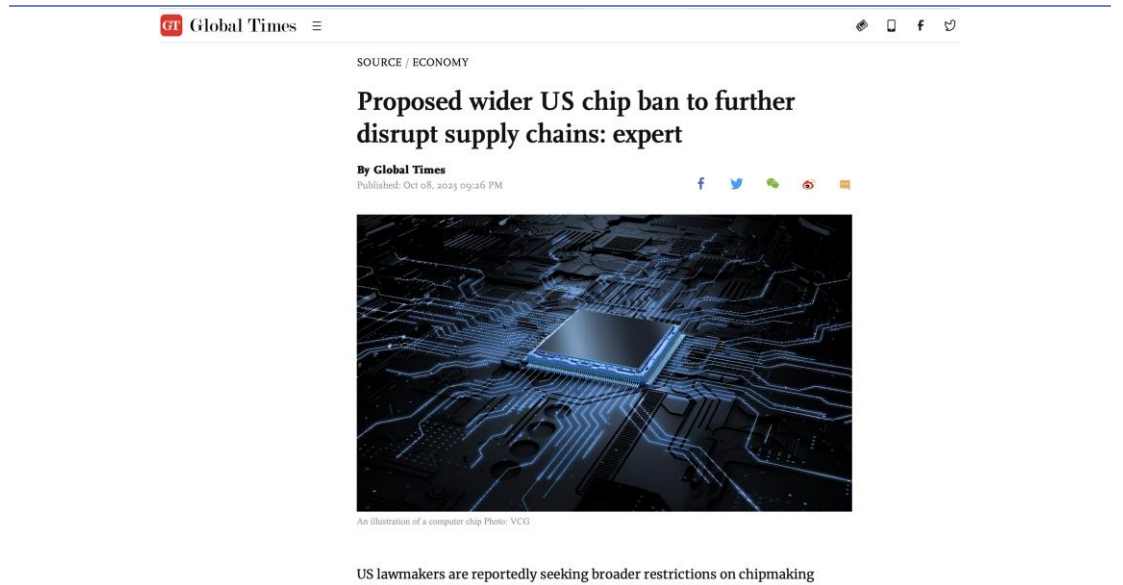 GT Global Times
SOURCE / ECONOMY
Proposed wider US chip ban to further
disrupt supply chains: expert
By Global Times
Published: Oct 08, 2025 09:26 PM
An illustration of a computer chip Photo: VCG
US lawmakers are reportedly seeking broader restrictions on chipmaking